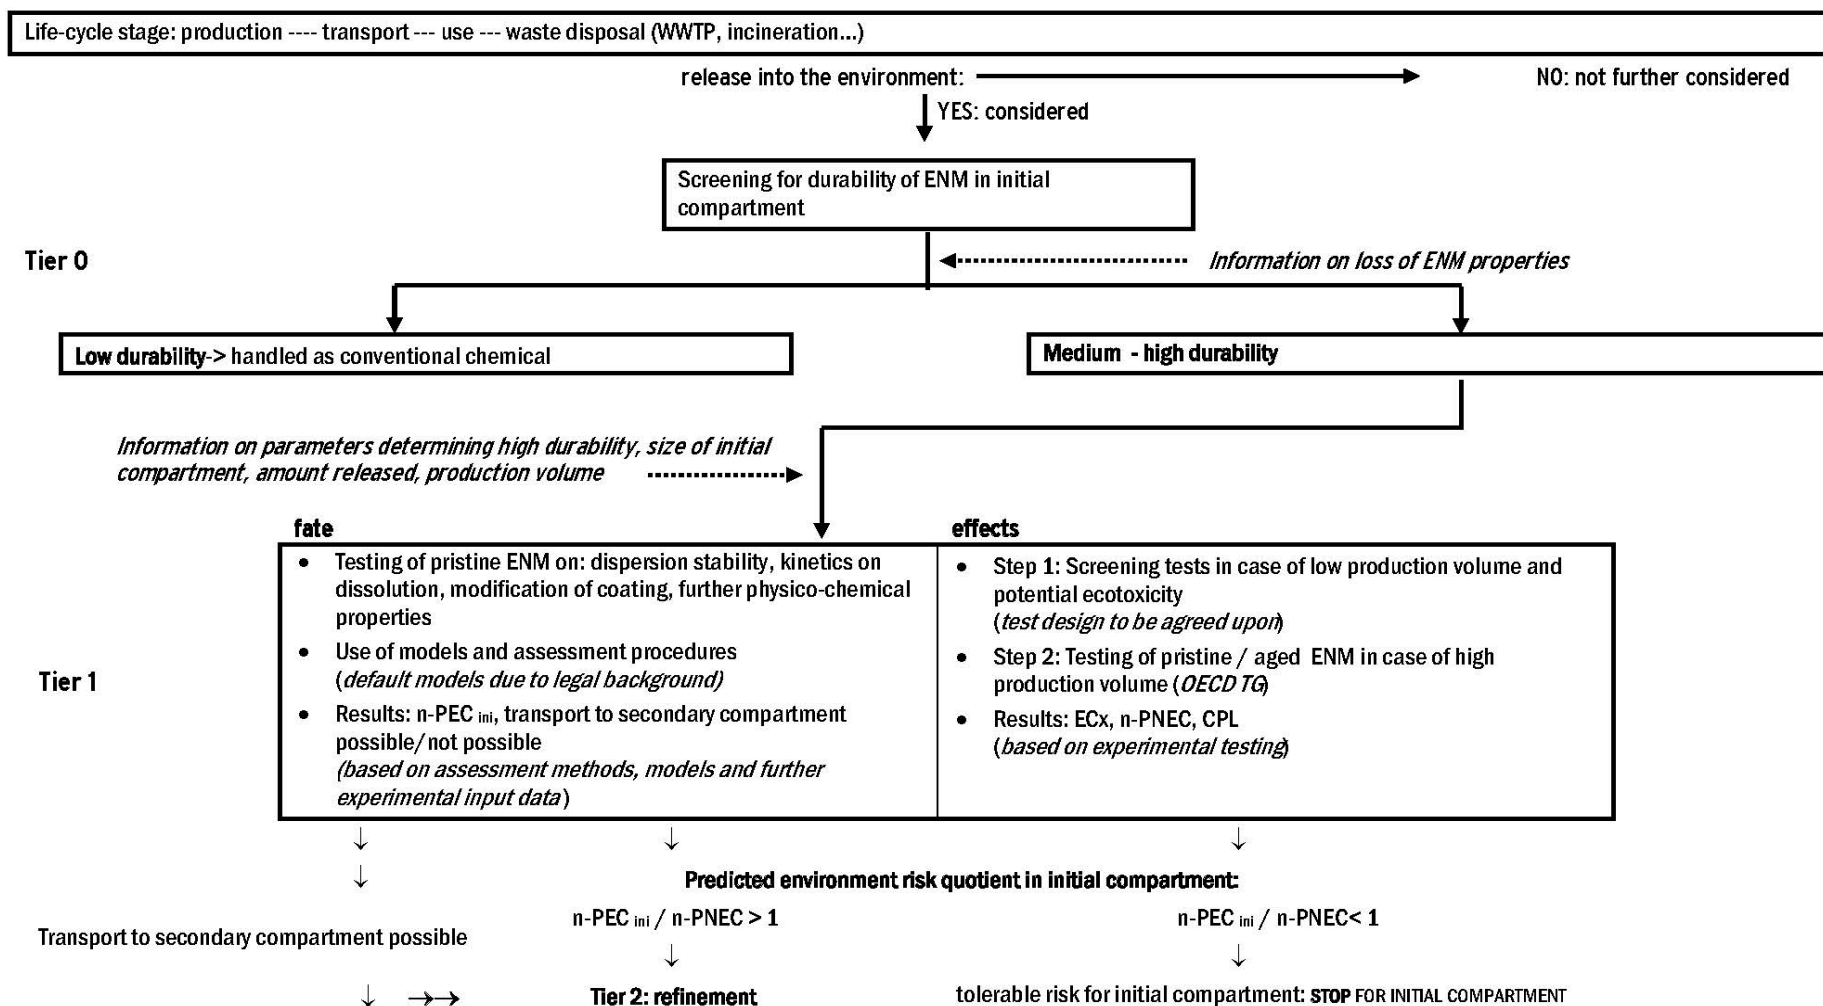 Life-cycle stage: production ---- transport --- use --- waste disposal (WWTP, incineration...)
release into the environment:
NO: not further considered
YES: considered
Screening for durability of ENM in initial
compartment
Tier 0
Information on loss of ENM properties
Low durability-> handled as conventional chemical
Medium - high durability
Information on parameters determining high durability, size of initial
compartment, amount released, production volume
fate
effects
• Testing of pristine ENM on: dispersion stability, kinetics on
dissolution, modification of coating, further physico-chemical
properties
• Use of models and assessment procedures
(default models due to legal background)
• Results: n-PEC ini, transport to secondary compartment
possible/not possible
(based on assessment methods, models and further
experimental input data)
• Step 1: Screening tests in case of low production volume and
potential ecotoxicity
(test design to be agreed upon)
• Step 2: Testing of pristine / aged ENM in case of high
production volume (OECD TG)
• Results: ECx, n-PNEC, CPL
(based on experimental testing)
Tier 1
↓ ↓ ↓
↓
Predicted environment risk quotient in initial compartment:
n-PEC ini / n-PNEC > 1
n-PEC ini / n-PNEC< 1
Transport to secondary compartment possible
↓ ↓
↓ →→
Tier 2: refinement
tolerable risk for initial compartment: STOP FOR INITIAL COMPARTMENT